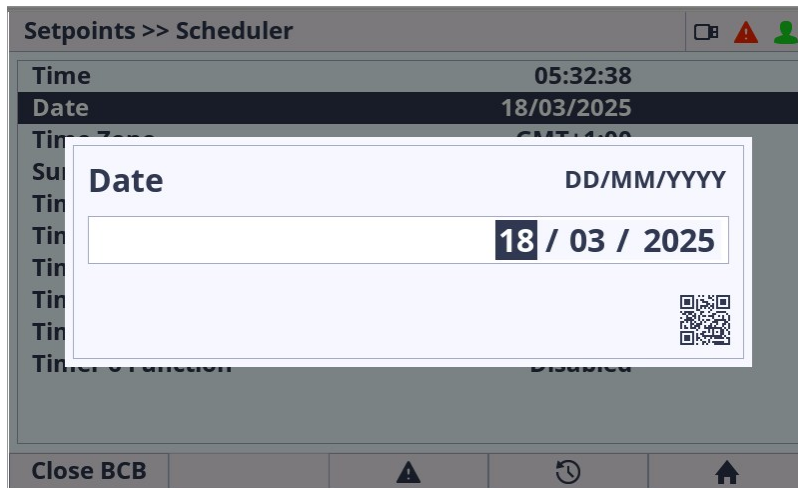 Setpoints >> Scheduler
Time 05:32:38
Date 18/03/2025
Date DD/MM/YYYY
18 / 03 / 2025
Disabled
Close BCB